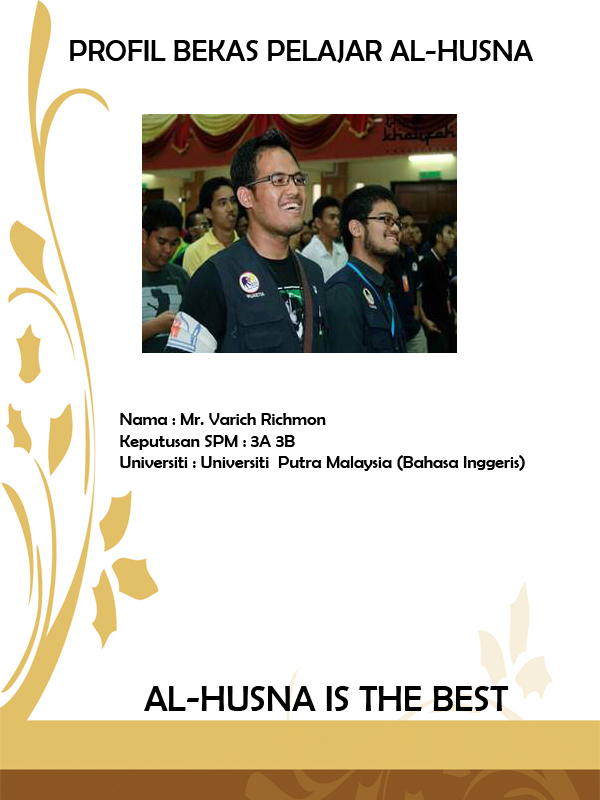 PROFIL BEKAS PELAJAR AL-HUSNA
Nama : Mr. Varich Richmon
Keputusan SPM : 3A 3B
Universiti : Universiti  Putra Malaysia (Bahasa Inggeris)
AL-HUSNA IS THE BEST